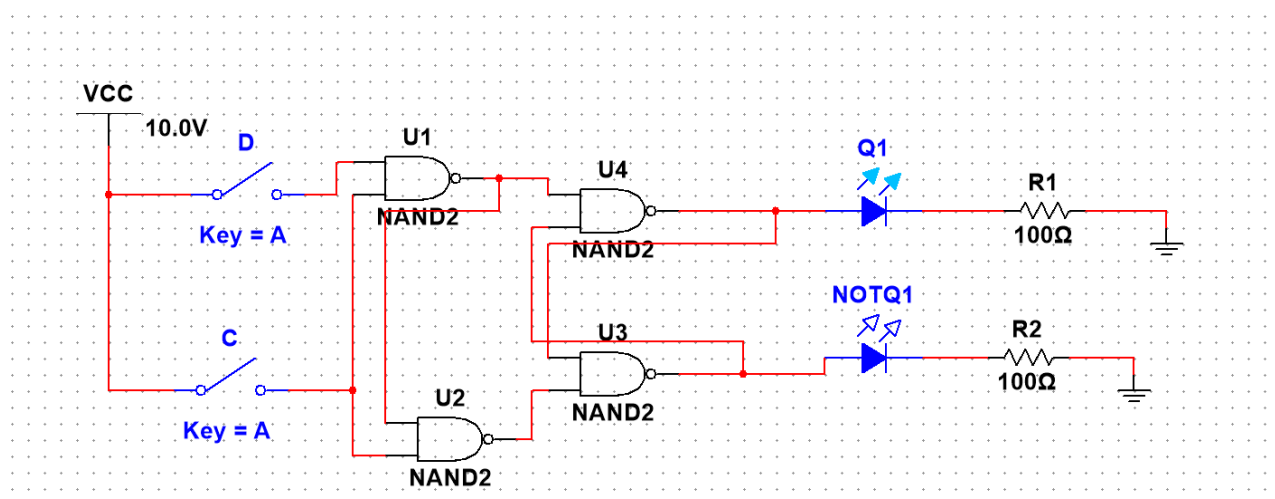 VCC
10.0V
D
Key = A
U1
NAND2
U4
NAND2
Q1
R1
100Ω
C
Key = A
U2
NAND2
U3
NAND2
NOTQ1
R2
100Ω